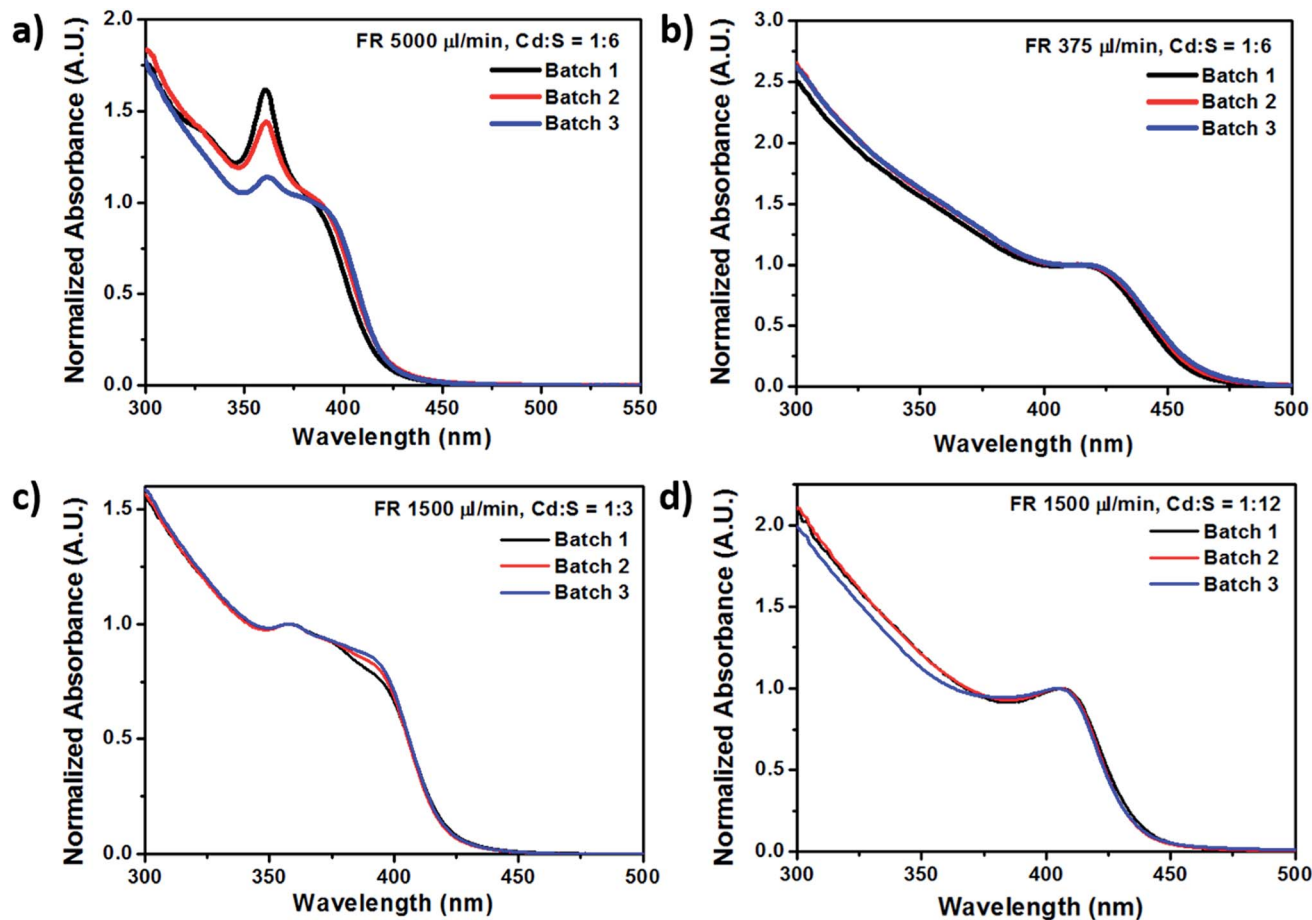 a)
FR 5000 µl/min, Cd:S = 1:6
Batch 1
Batch 2
Batch 3
Normalized Absorbance (A.U.)
2.0
1.5
1.0
0.5
0.0
300 350 400 450 500 550
Wavelength (nm)
b)
FR 375 µl/min, Cd:S = 1:6
Batch 1
Batch 2
Batch 3
Normalized Absorbance (A.U.)
3.0
2.5
2.0
1.5
1.0
0.5
0.0
300 350 400 450 500
Wavelength (nm)
c)
FR 1500 µl/min, Cd:S = 1:3
Batch 1
Batch 2
Batch 3
Normalized Absorbance (A.U.)
1.5
1.0
0.5
0.0
300 350 400 450 500
Wavelength (nm)
d)
FR 1500 µl/min, Cd:S = 1:12
Batch 1
Batch 2
Batch 3
Normalized Absorbance (A.U.)
2.0
1.5
1.0
0.5
0.0
300 350 400 450 500
Wavelength (nm)